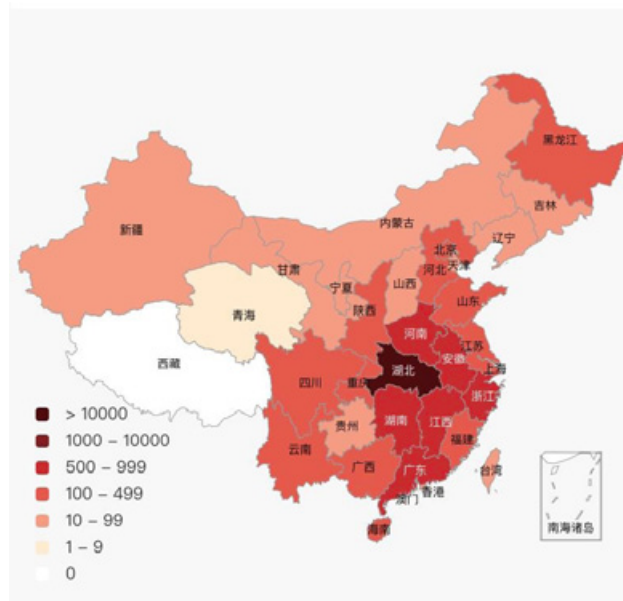 黑龙江
吉林
辽宁
内蒙古
新疆
甘肃
北京
天津
河北
宁夏
山西
青海
陕西
山东
河南
西藏
江苏
安徽
上海
湖北
四川
重庆
浙江
湖南
江西
贵州
福建
云南
广西
广东
台湾
香港
澳门
海南
南海诸岛
> 10000
1000 – 10000
500 – 999
100 – 499
10 – 99
1 – 9
0